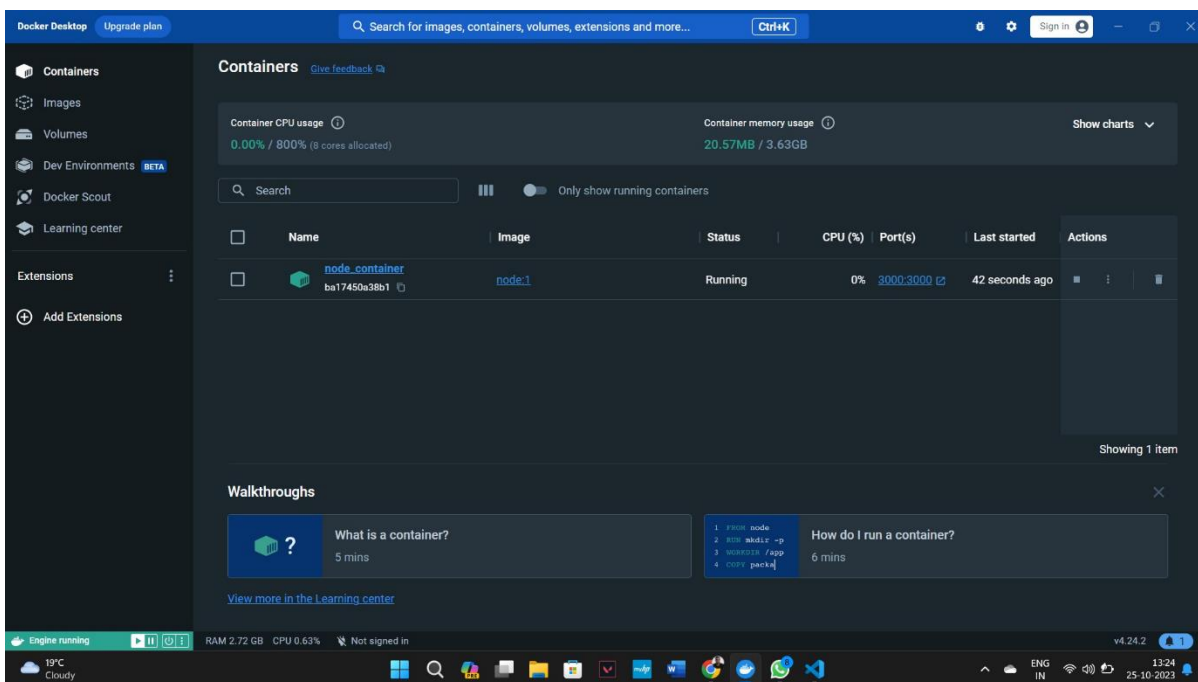 Docker Desktop Upgrade plan Search for images, containers, volumes, extensions and more... Ctrl+K Sign in
Containers
Images
Volumes
Dev Environments BETA
Docker Scout
Learning center
Extensions
Add Extensions
Containers Give feedback
Container CPU usage
0.00% / 800% (8 cores allocated)
Container memory usage
20.57MB / 3.63GB
Show charts
Search
Only show running containers
Name Image Status CPU (%) Port(s) Last started Actions
node_container node:1 Running 0% 3000:3000 42 seconds ago
ba17450a38b1
Showing 1 item
Walkthroughs
?
What is a container?
5 mins
1 FROM node
2 RUN mkdir -p
3 WORKDIR /app
4 COPY packa
How do I run a container?
6 mins
View more in the Learning center
Engine running RAM 2.72 GB CPU 0.63% Not signed in v4.24.2 1
19°C
Cloudy
ENG
IN
13:24
25-10-2023